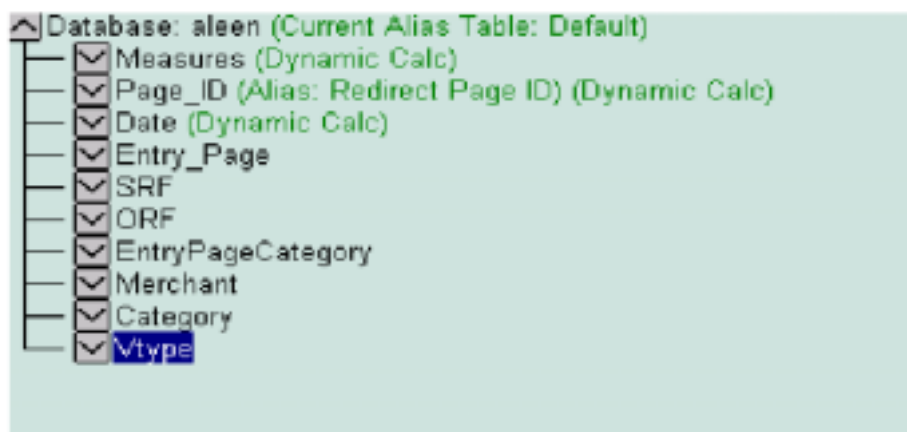 Database: aleen (Current Alias Table: Default)
Measures (Dynamic Calc)
Page_ID (Alias: Redirect Page ID) (Dynamic Calc)
Date (Dynamic Calc)
Entry_Page
SRF
ORF
EntryPageCategory
Merchant
Category
Vtype